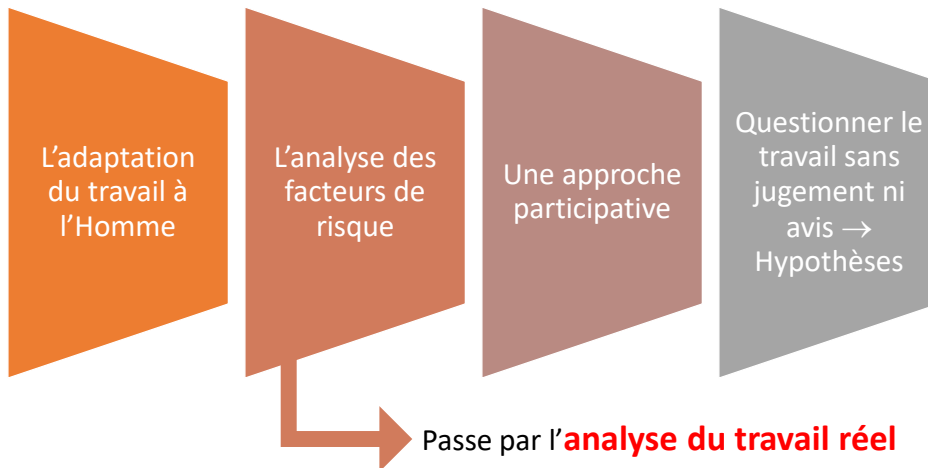 L’adaptation
du travail à
l’Homme
L’analyse des
facteurs de
risque
Une approche
participative
Questionner le
travail sans
jugement ni
avis →
Hypothèses
Passe par l’analyse du travail réel